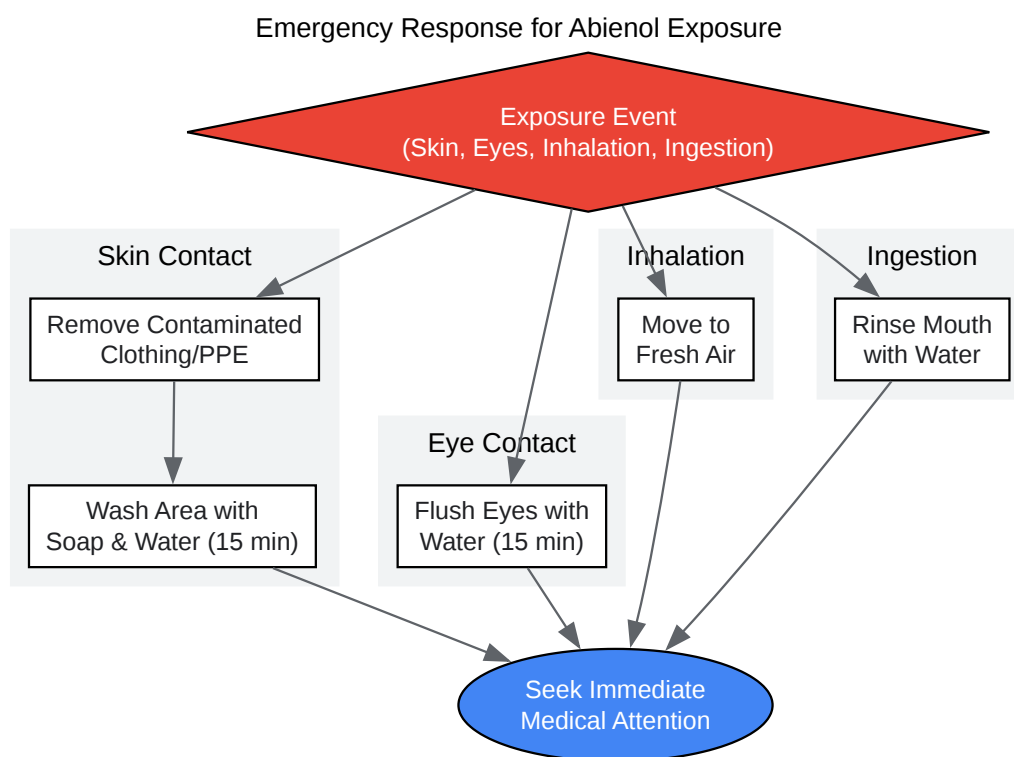 Emergency Response for Abienol Exposure
Exposure Event
(Skin, Eyes, Inhalation, Ingestion)
Skin Contact
Remove Contaminated
Clothing/PPE
Wash Area with
Soap & Water (15 min)
Eye Contact
Flush Eyes with
Water (15 min)
Inhalation
Move to
Fresh Air
Ingestion
Rinse Mouth
with Water
Seek Immediate
Medical Attention